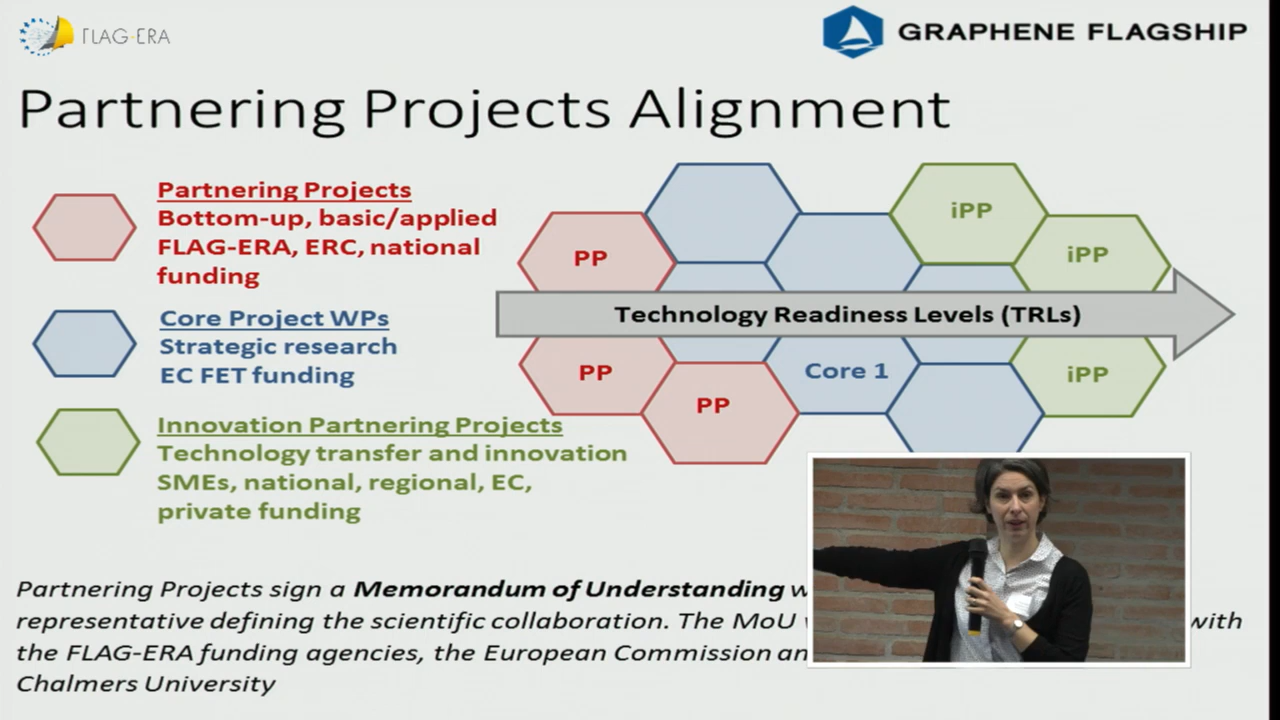 FLAG-ERA
GRAPHENE FLAGSHIP
Partnering Projects Alignment
Partnering Projects
Bottom-up, basic/applied
FLAG-ERA, ERC, national
funding
Core Project WPs
Strategic research
EC FET funding
Innovation Partnering Projects
Technology transfer and innovation
SMEs, national, regional, EC,
private funding
iPP
PP
iPP
Technology Readiness Levels (TRLs)
PP
Core 1
iPP
PP
Partnering Projects sign a Memorandum of Understanding
representative defining the scientific collaboration. The MoU with
the FLAG-ERA funding agencies, the European Commission
Chalmers University